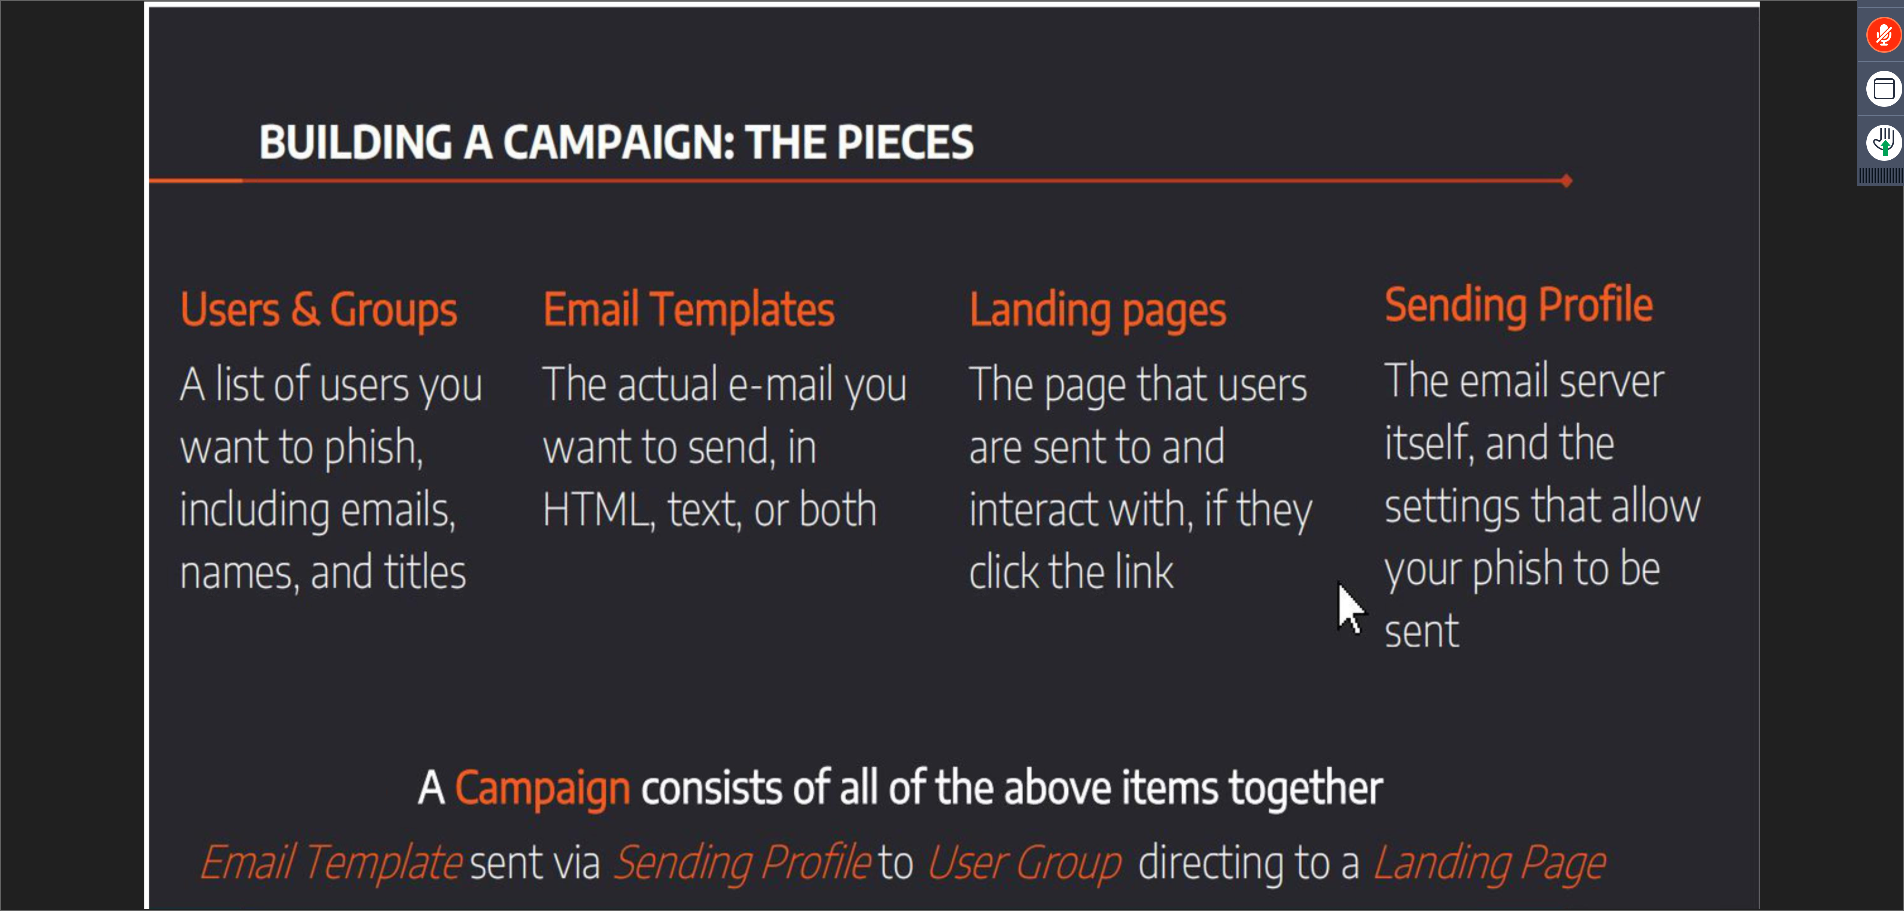 BUILDING A CAMPAIGN: THE PIECES
Users & Groups
A list of users you
want to phish,
including emails,
names, and titles
Email Templates
The actual e-mail you
want to send, in
HTML, text, or both
Landing pages
The page that users
are sent to and
interact with, if they
click the link
Sending Profile
The email server
itself, and the
settings that allow
your phish to be
sent
A Campaign consists of all of the above items together
Email Template sent via Sending Profile to User Group directing to a Landing Page